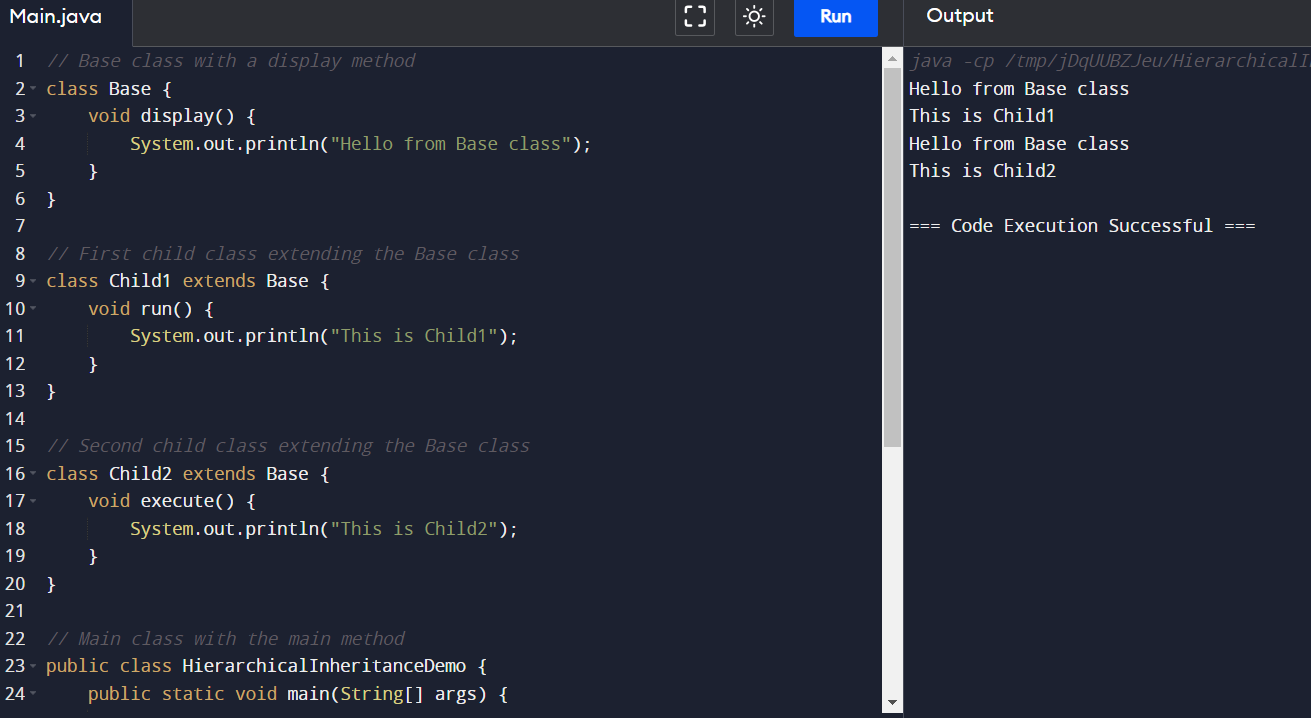 Main.java
Run
Output
1 // Base class with a display method
2 class Base {
3     void display() {
4         System.out.println("Hello from Base class");
5     }
6 }
7
8 // First child class extending the Base class
9 class Child1 extends Base {
10     void run() {
11         System.out.println("This is Child1");
12     }
13 }
14
15 // Second child class extending the Base class
16 class Child2 extends Base {
17     void execute() {
18         System.out.println("This is Child2");
19     }
20 }
21
22 // Main class with the main method
23 public class HierarchicalInheritanceDemo {
24     public static void main(String[] args) {
java -cp /tmp/jDqUUBZJeu/HierarchicalI
Hello from Base class
This is Child1
Hello from Base class
This is Child2
=== Code Execution Successful ===